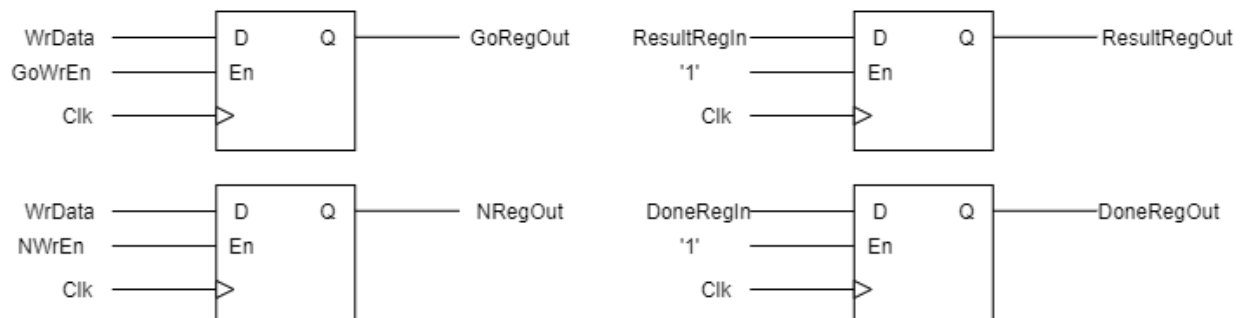 WrData D Q GoRegOut
GoWrEn En
Clk
ResultRegIn D Q ResultRegOut
'1' En
Clk
WrData D Q NRegOut
NWrEn En
Clk
DoneRegIn D Q DoneRegOut
'1' En
Clk